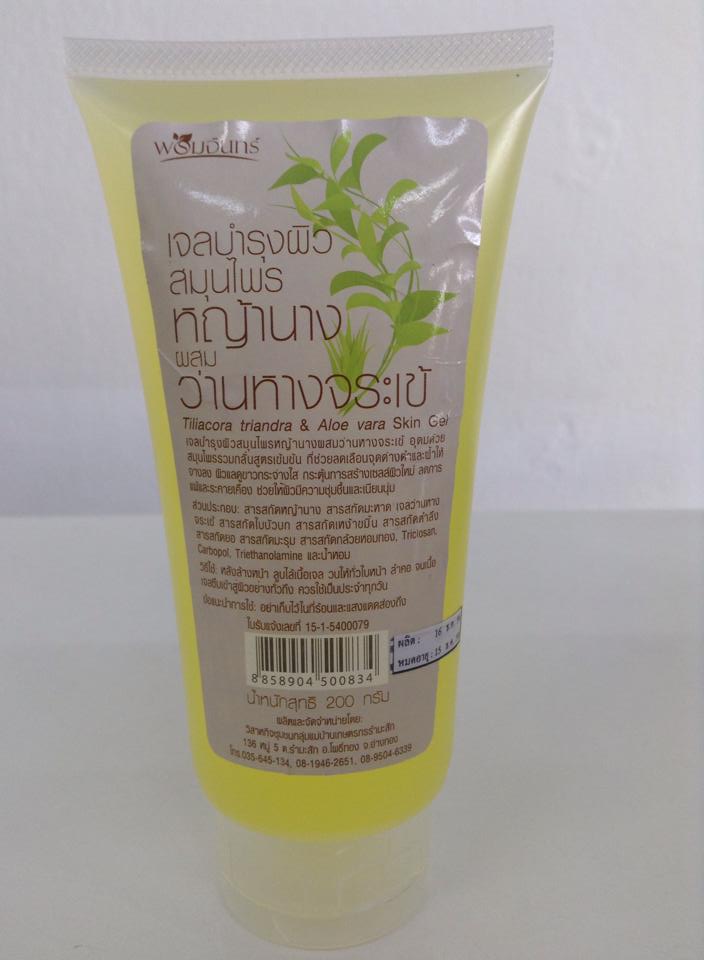 พรมจันทร์
เจลบำรุงผิว
สมุนไพร
หญ้านาง
ผสม
ว่านหางจระเข้
Tiliacora triandra & Aloe vara Skin Gel
เจลบำรุงผิวสมุนไพรหญ้านางผสมว่านหางจระเข้ อุดมด้วย
สมุนไพรรวมกลั่นสูตรเข้มข้น ที่ช่วยลดเลือนจุดด่างดำและฝ้าให้
จางลง ผิวแลดูขาวกระจ่างใส กระตุ้นการสร้างเซลล์ผิวใหม่ ลดการ
แพ้และระคายเคือง ช่วยให้ผิวมีความชุ่มชื้นและเนียนนุ่ม
ส่วนประกอบ: สารสกัดหญ้านาง สารสกัดมะหาด เจลว่านหาง
จระเข้ สารสกัดใบบัวบก สารสกัดเหง้าขมิ้น สารสกัดตำลึง
สารสกัดยอ สารสกัดมะรุม สารสกัดกล้วยหอมทอง, Triclosan,
Carbopol, Triethanolamine และน้ำหอม
วิธีใช้: หลังล้างหน้า ลูบไล้เนื้อเจล วนให้ทั่วใบหน้า ลำคอ จนเนื้อ
เจลซึมเข้าสู่ผิวอย่างทั่วถึง ควรใช้เป็นประจำทุกวัน
ข้อแนะนำการใช้: อย่าเก็บไว้ในที่ร้อนและแสงแดดส่องถึง
ใบรับแจ้งเลขที่ 15-1-5400079
ผลิต : 16 ธ.ค.
หมดอายุ : 15 ธ.ค.
8 858904 500834
น้ำหนักสุทธิ 200 กรัม
ผลิตและจัดจำหน่ายโดย:
วิสาหกิจชุมชนกลุ่มแม่บ้านเกษตรกรรำมะสัก
136 หมู่ 5 ต.รำมะสัก อ.โพธิ์ทอง จ.อ่างทอง
โทร.035-645-134, 08-1946-2651, 08-9504-6339